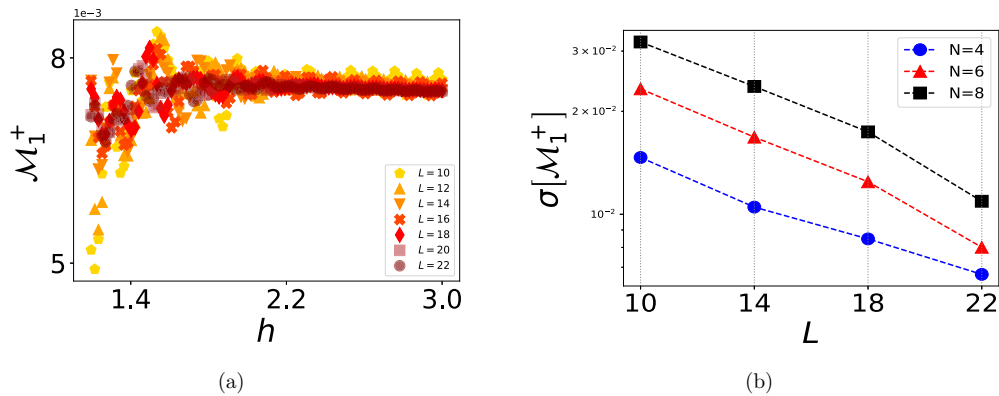 1e−3
8
5
1.4
2.2
3.0
h
ℳ₁⁺
L = 10
L = 12
L = 14
L = 16
L = 18
L = 20
L = 22
(a)
3 × 10⁻²
2 × 10⁻²
10⁻²
σ[ℳ₁⁺]
N=4
N=6
N=8
10
14
18
22
L
(b)